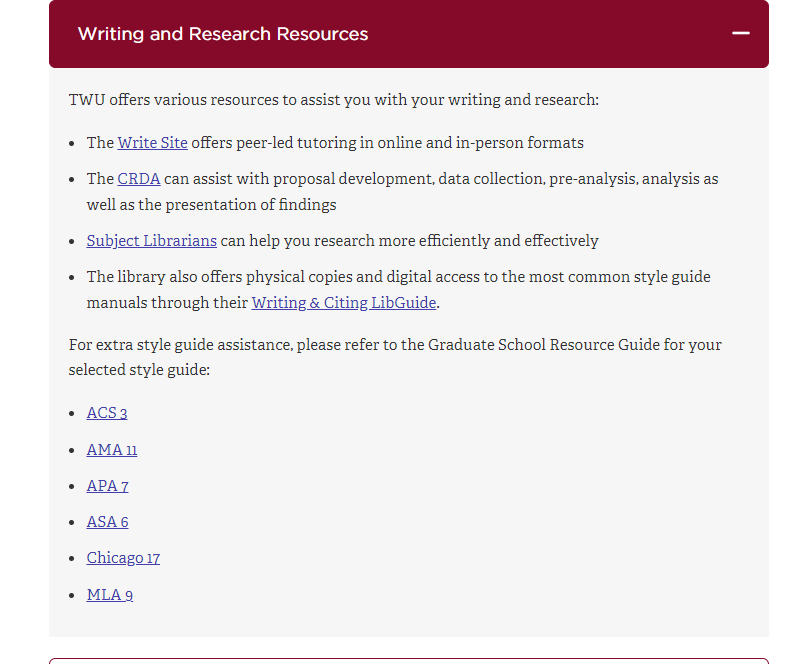 Writing and Research Resources
TWU offers various resources to assist you with your writing and research:
The Write Site offers peer-led tutoring in online and in-person formats
The CRDA can assist with proposal development, data collection, pre-analysis, analysis as
well as the presentation of findings
Subject Librarians can help you research more efficiently and effectively
The library also offers physical copies and digital access to the most common style guide
manuals through their Writing & Citing LibGuide.
For extra style guide assistance, please refer to the Graduate School Resource Guide for your
selected style guide:
ACS 3
AMA 11
APA 7
ASA 6
Chicago 17
MLA 9